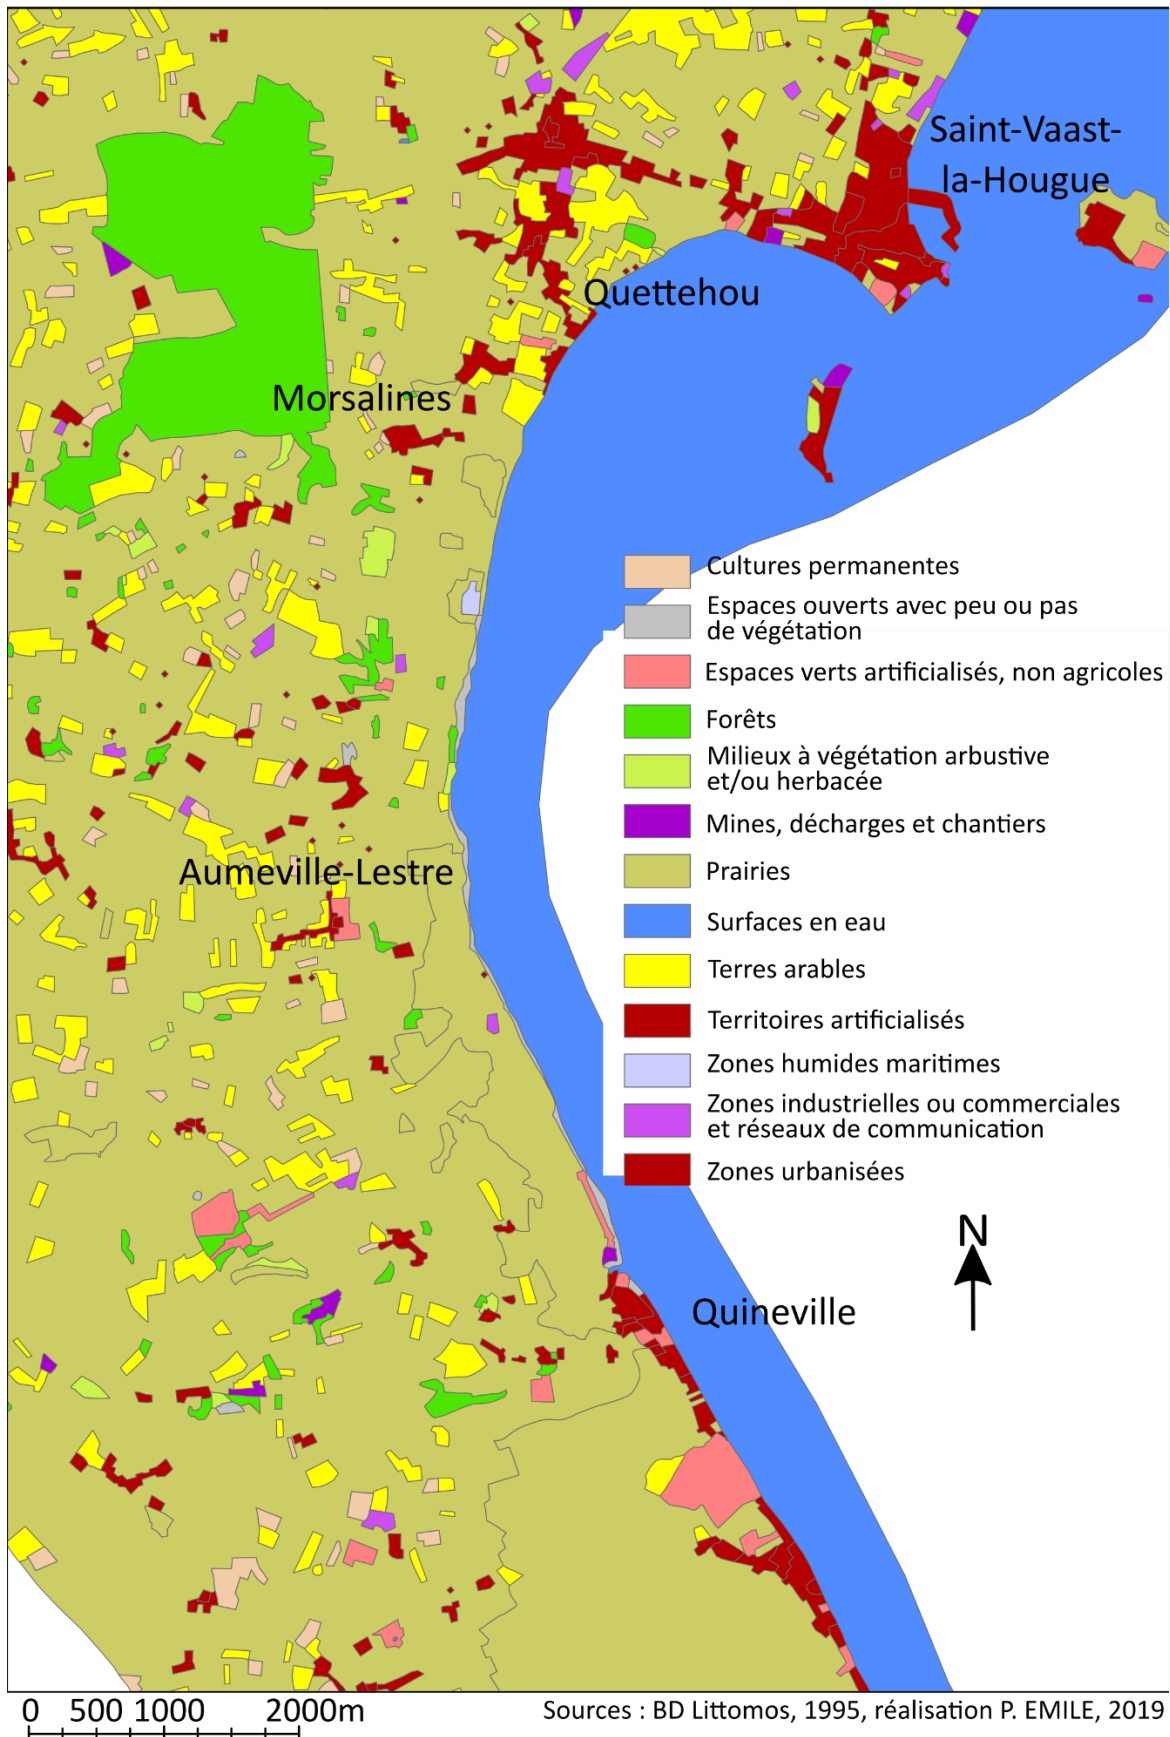 Saint-Vaast-
la-Hougue
Quettehou
Morsalines
Cultures permanentes
Espaces ouverts avec peu ou pas
de végétation
Espaces verts artificialisés, non agricoles
Forêts
Milieux à végétation arbustive
et/ou herbacée
Mines, décharges et chantiers
Prairies
Surfaces en eau
Terres arables
Territoires artificialisés
Zones humides maritimes
Zones industrielles ou commerciales
et réseaux de communication
Zones urbanisées
Aumeville-Lestre
N
Quineville
0 500 1000 2000m
Sources : BD Littomos, 1995, réalisation P. EMILE, 2019